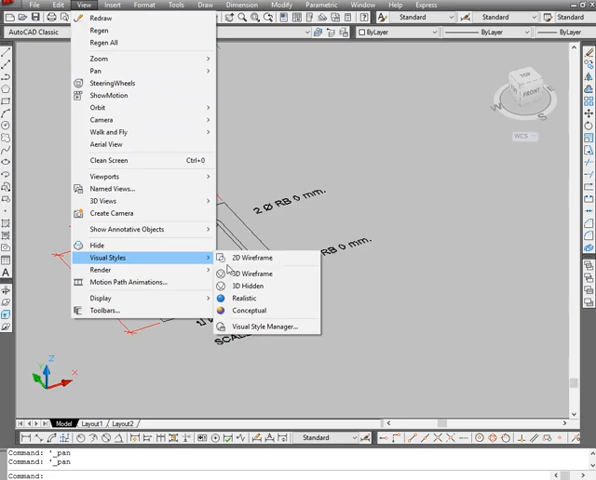 File Edit View Insert Format Tools Draw Dimension Modify Parametric Window Help Express
Standard Standard Standard
AutoCAD Classic ByLayer ByLayer
Redraw
Regen
Regen All
Zoom
Pan
SteeringWheels
ShowMotion
Orbit
Camera
Walk and Fly
Aerial View
Clean Screen Ctrl+0
Viewports
Named Views...
3D Views
Create Camera
Show Annotative Objects
Hide
Visual Styles
Render
Motion Path Animations...
Display
Toolbars...
2D Wireframe
3D Wireframe
3D Hidden
Realistic
Conceptual
Visual Style Manager...
TOP
FRONT
W
S
WCS
2 Ø RB 0 mm.
RB 0 mm.
Z
Y
X
Model Layout1 Layout2
Standard
Command: '_pan
Command: '_pan
Command: